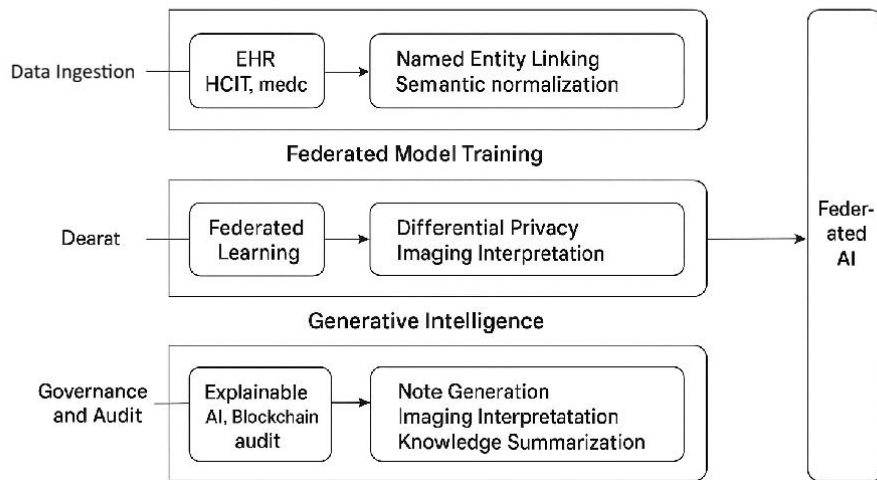 Data Ingestion
EHR
HCIT, medc
Named Entity Linking
Semantic normalization
Federated Model Training
Dearat
Federated
Learning
Differential Privacy
Imaging Interpretation
Generative Intelligence
Governance
and Audit
Explainable
AI, Blockchain
audit
Note Generation
Imaging Interpretatation
Knowledge Summarization
Feder-
ated
AI